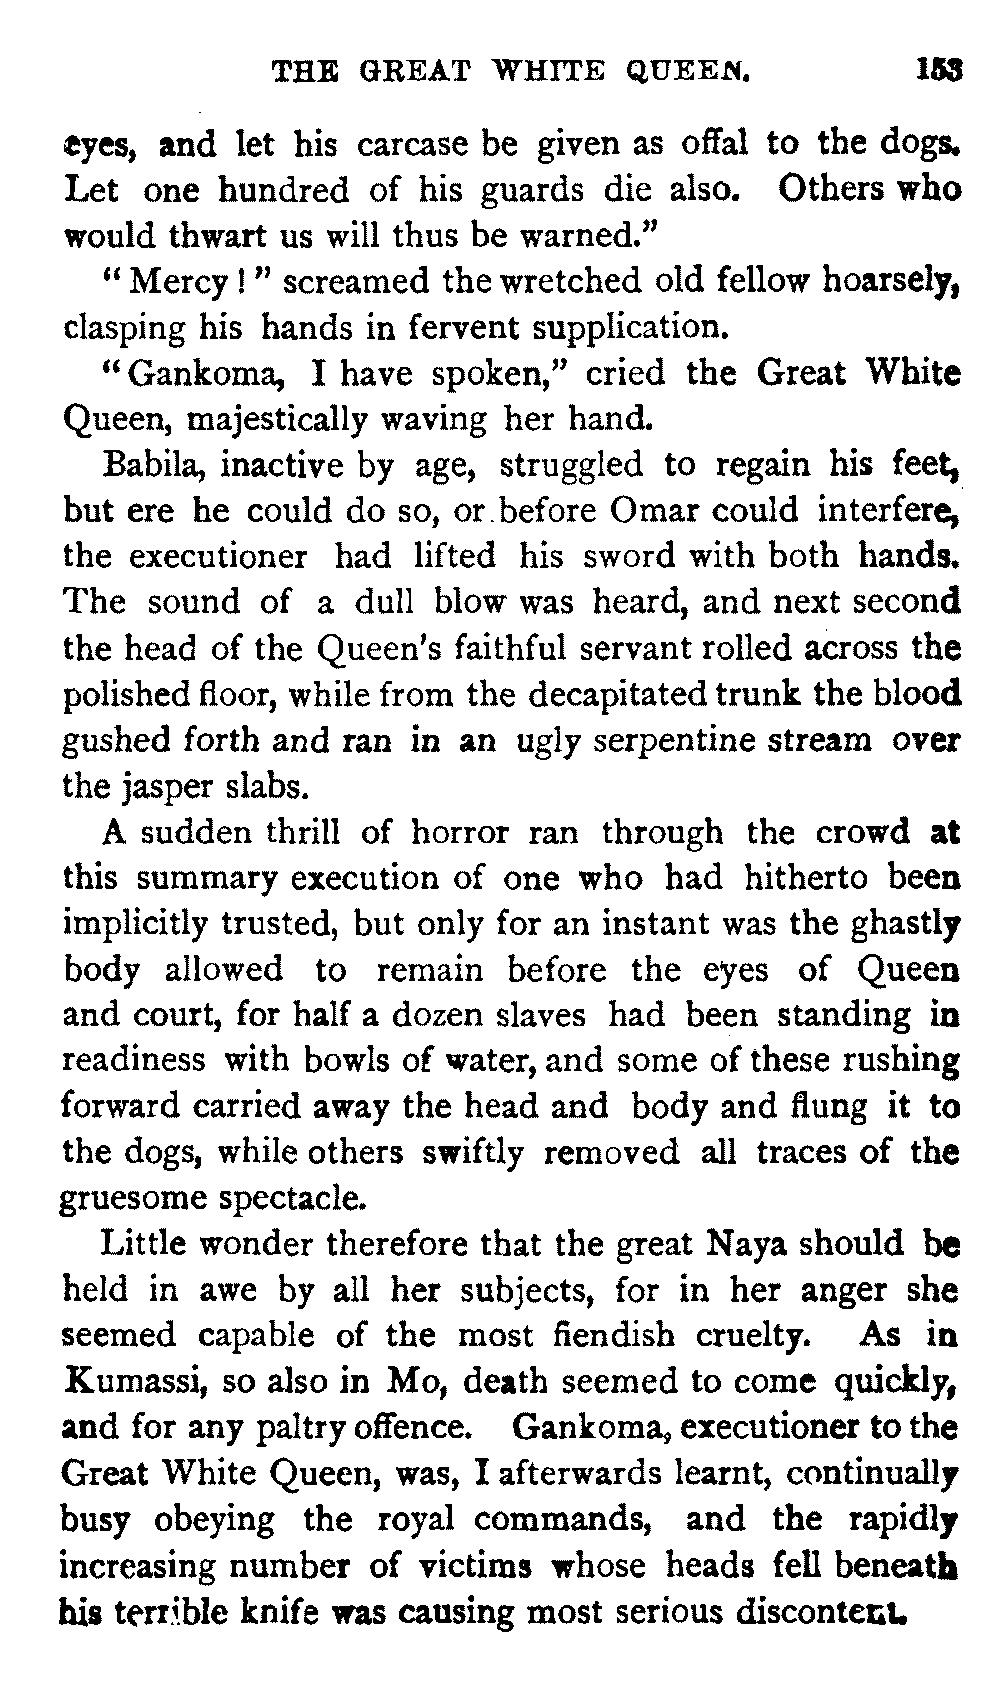 THE GREAT WHITE QUEEN. 153
eyes, and let his carcase be given as offal to the dogs.
Let one hundred of his guards die also. Others who
would thwart us will thus be warned."
"Mercy!" screamed the wretched old fellow hoarsely,
clasping his hands in fervent supplication.
"Gankoma, I have spoken," cried the Great White
Queen, majestically waving her hand.
Babila, inactive by age, struggled to regain his feet,
but ere he could do so, or before Omar could interfere,
the executioner had lifted his sword with both hands.
The sound of a dull blow was heard, and next second
the head of the Queen's faithful servant rolled across the
polished floor, while from the decapitated trunk the blood
gushed forth and ran in an ugly serpentine stream over
the jasper slabs.
A sudden thrill of horror ran through the crowd at
this summary execution of one who had hitherto been
implicitly trusted, but only for an instant was the ghastly
body allowed to remain before the eyes of Queen
and court, for half a dozen slaves had been standing in
readiness with bowls of water, and some of these rushing
forward carried away the head and body and flung it to
the dogs, while others swiftly removed all traces of the
gruesome spectacle.
Little wonder therefore that the great Naya should be
held in awe by all her subjects, for in her anger she
seemed capable of the most fiendish cruelty. As in
Kumassi, so also in Mo, death seemed to come quickly,
and for any paltry offence. Gankoma, executioner to the
Great White Queen, was, I afterwards learnt, continually
busy obeying the royal commands, and the rapidly
increasing number of victims whose heads fell beneath
his terrible knife was causing most serious discontent.